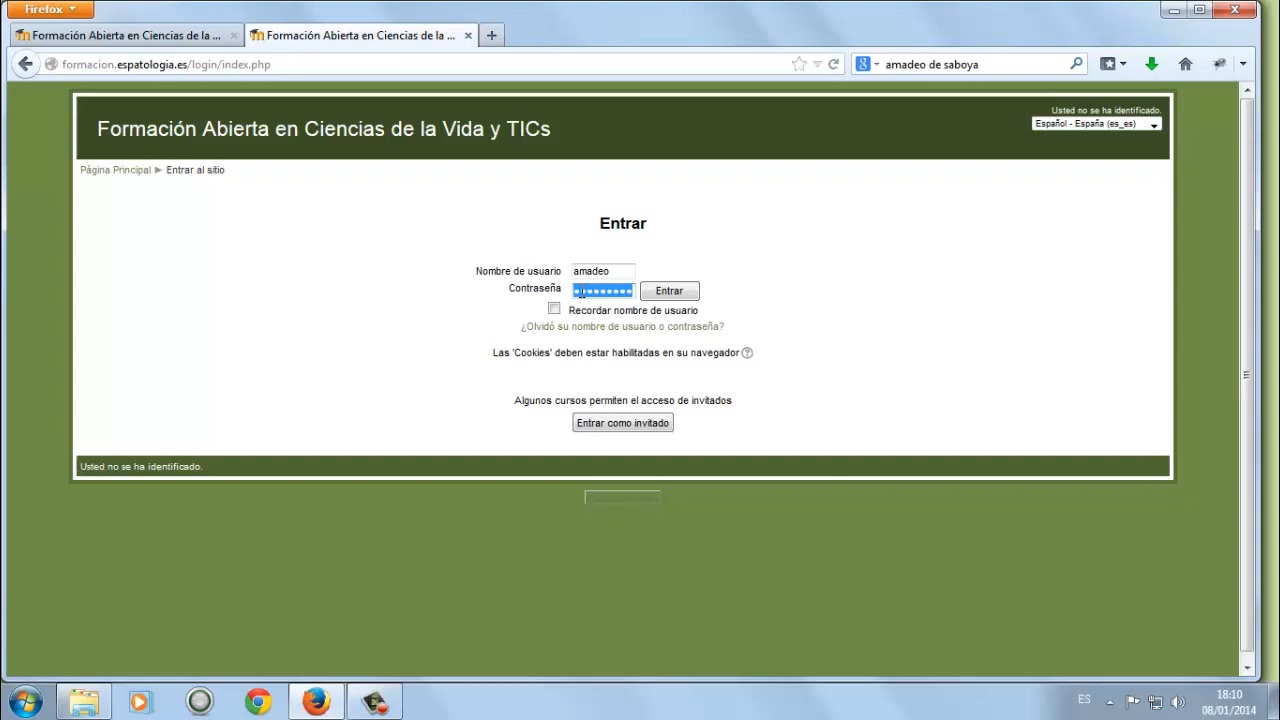 Firefox
Formación Abierta en Ciencias de la ...
Formación Abierta en Ciencias de la ...
formacion.espatologia.es/login/index.php
amadeo de saboya
Usted no se ha identificado.
Formación Abierta en Ciencias de la Vida y TICs
Español - España (es_es)
Página Principal ► Entrar al sitio
Entrar
Nombre de usuario amadeo
Contraseña ••••••••• Entrar
Recordar nombre de usuario
¿Olvidó su nombre de usuario o contraseña?
Las 'Cookies' deben estar habilitadas en su navegador ?
Algunos cursos permiten el acceso de invitados
Entrar como invitado
Usted no se ha identificado.
ES
18:10
08/01/2014